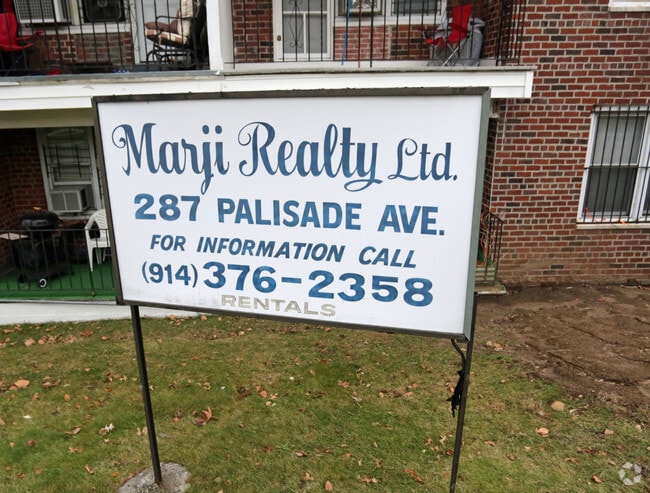 Marji Realty Ltd.
287 PALISADE AVE.
FOR INFORMATION CALL
(914) 376-2358
RENTALS